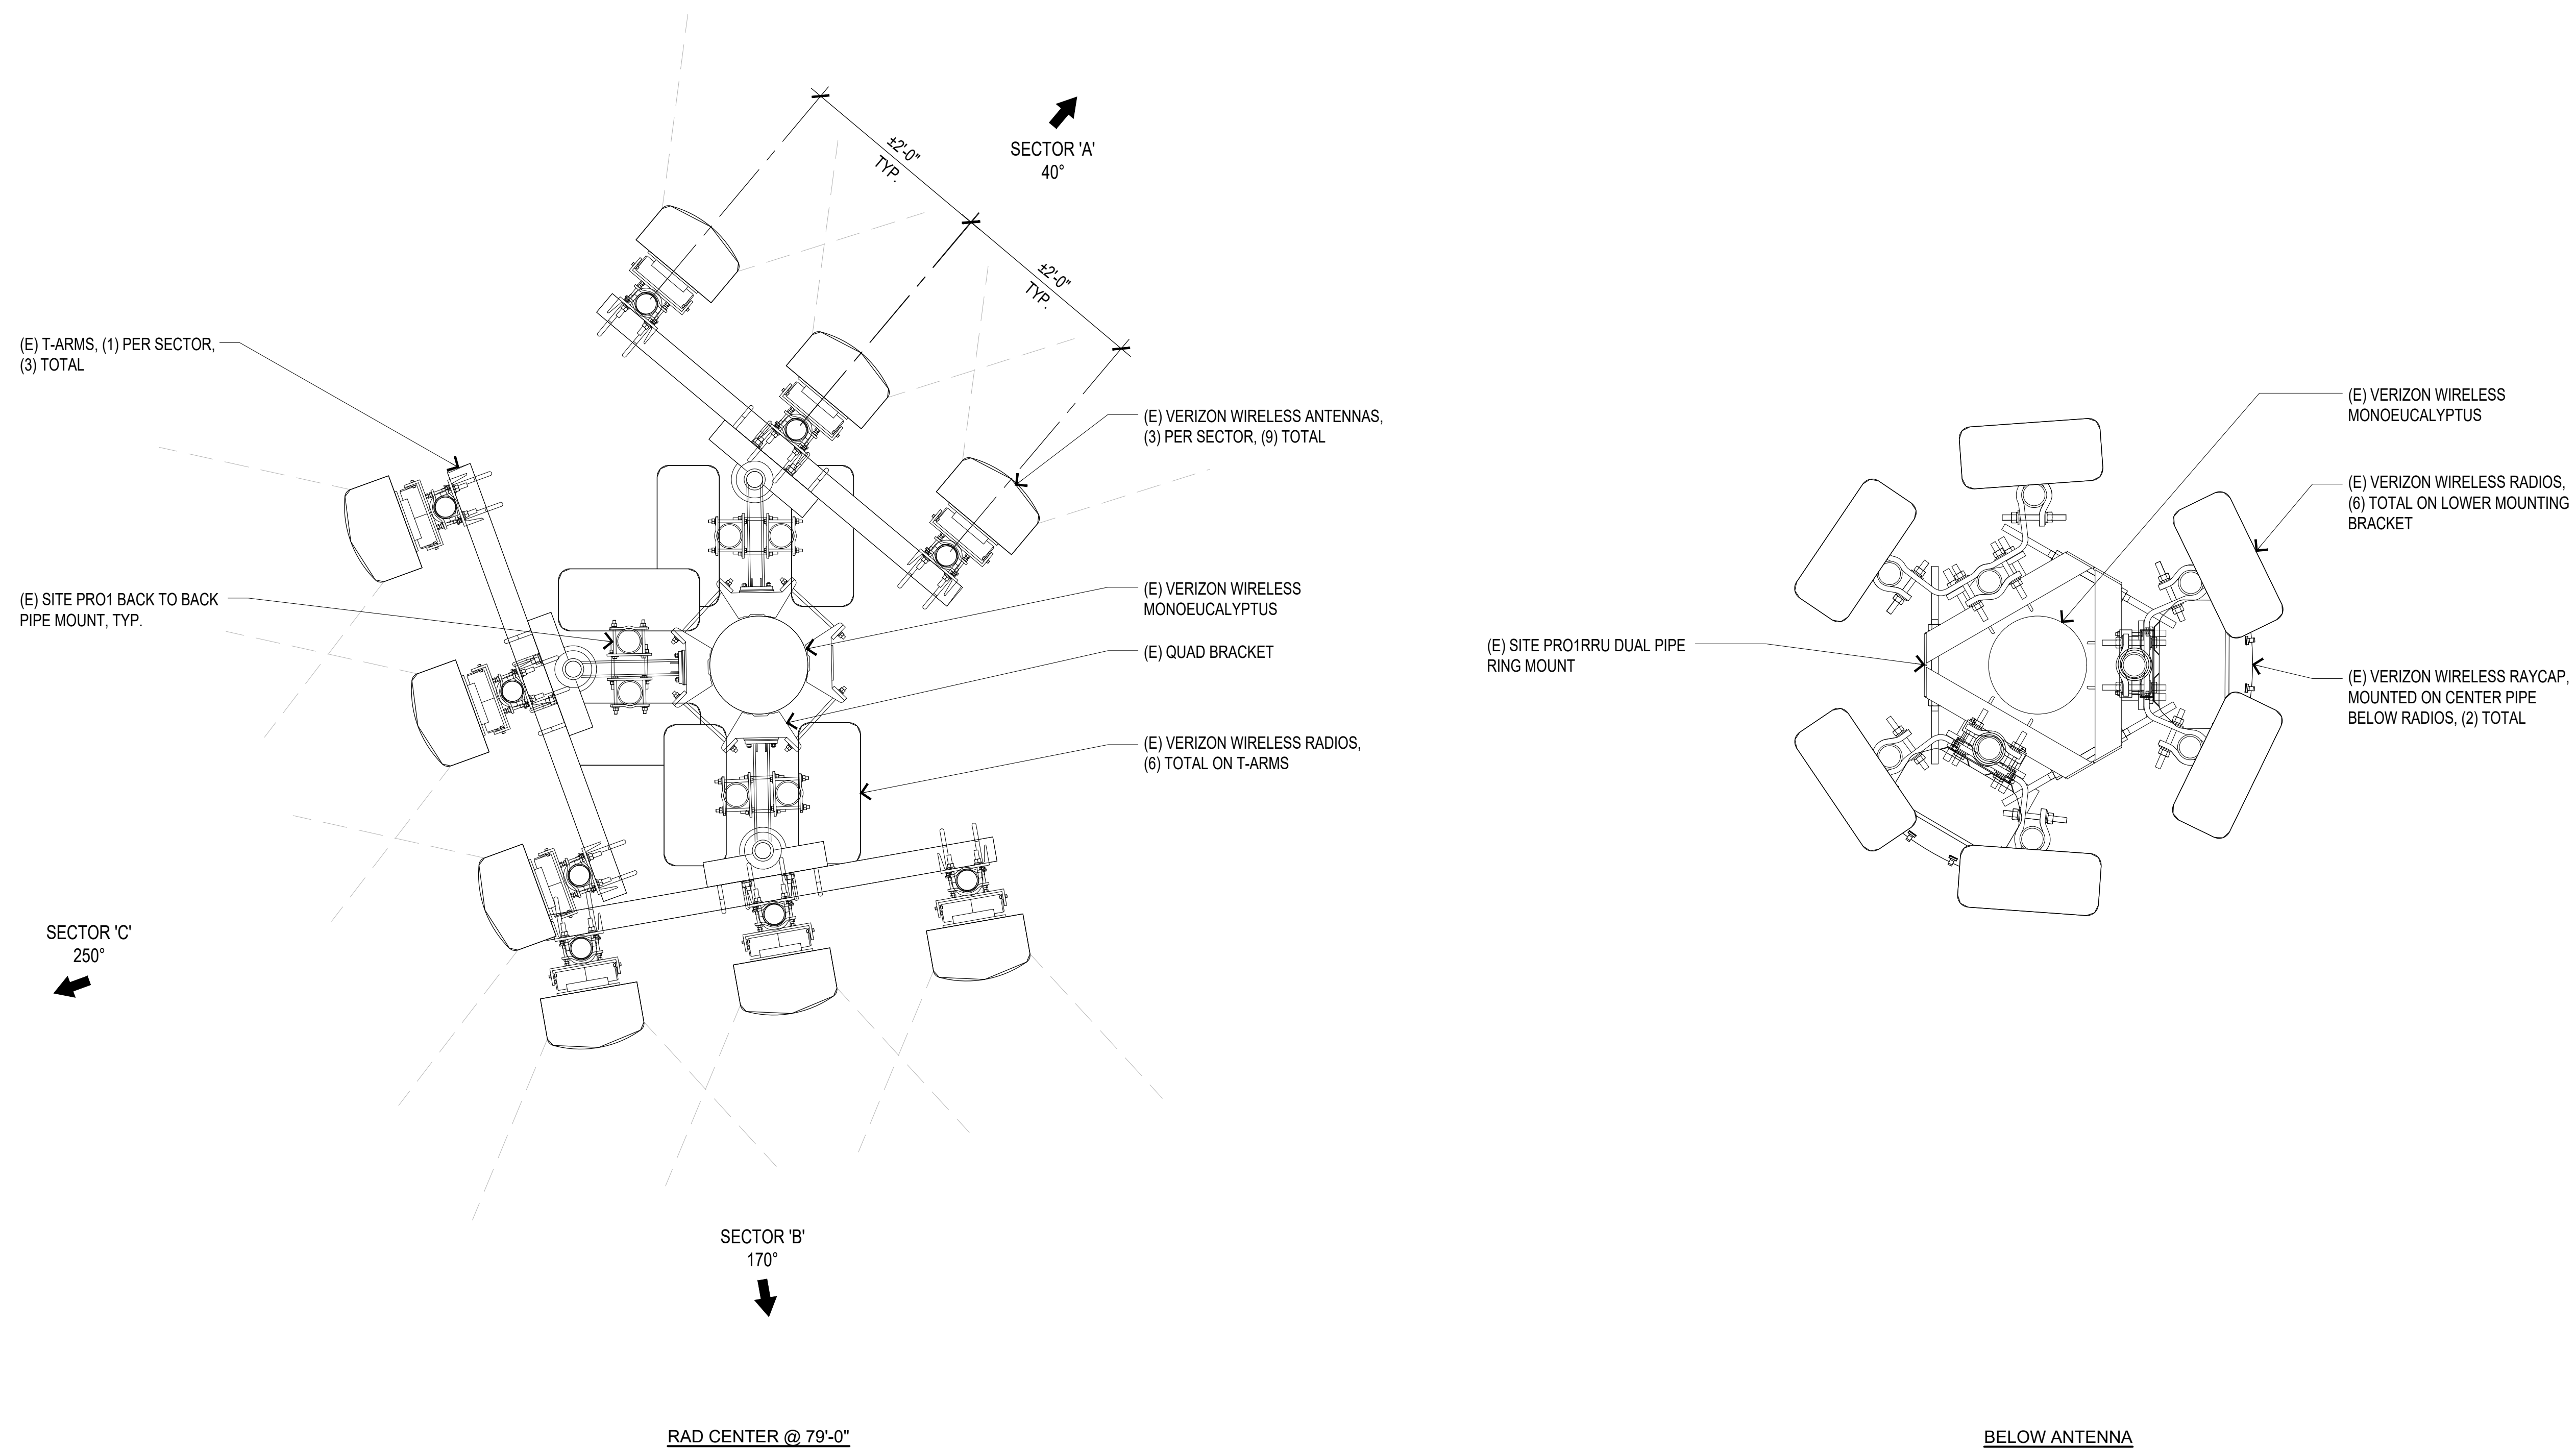 ±2'-0"
TYP.
SECTOR 'A'
40°
±2'-0"
TYP.
(E) T-ARMS, (1) PER SECTOR,
(3) TOTAL
(E) VERIZON WIRELESS ANTENNAS,
(3) PER SECTOR, (9) TOTAL
(E) SITE PRO1 BACK TO BACK
PIPE MOUNT, TYP.
(E) VERIZON WIRELESS
MONOEUCALYPTUS
(E) QUAD BRACKET
(E) VERIZON WIRELESS RADIOS,
(6) TOTAL ON T-ARMS
SECTOR 'C'
250°
SECTOR 'B'
170°
RAD CENTER @ 79'-0"
(E) VERIZON WIRELESS
MONOEUCALYPTUS
(E) VERIZON WIRELESS RADIOS,
(6) TOTAL ON LOWER MOUNTING
BRACKET
(E) SITE PRO1RRU DUAL PIPE
RING MOUNT
(E) VERIZON WIRELESS RAYCAP,
MOUNTED ON CENTER PIPE
BELOW RADIOS, (2) TOTAL
BELOW ANTENNA